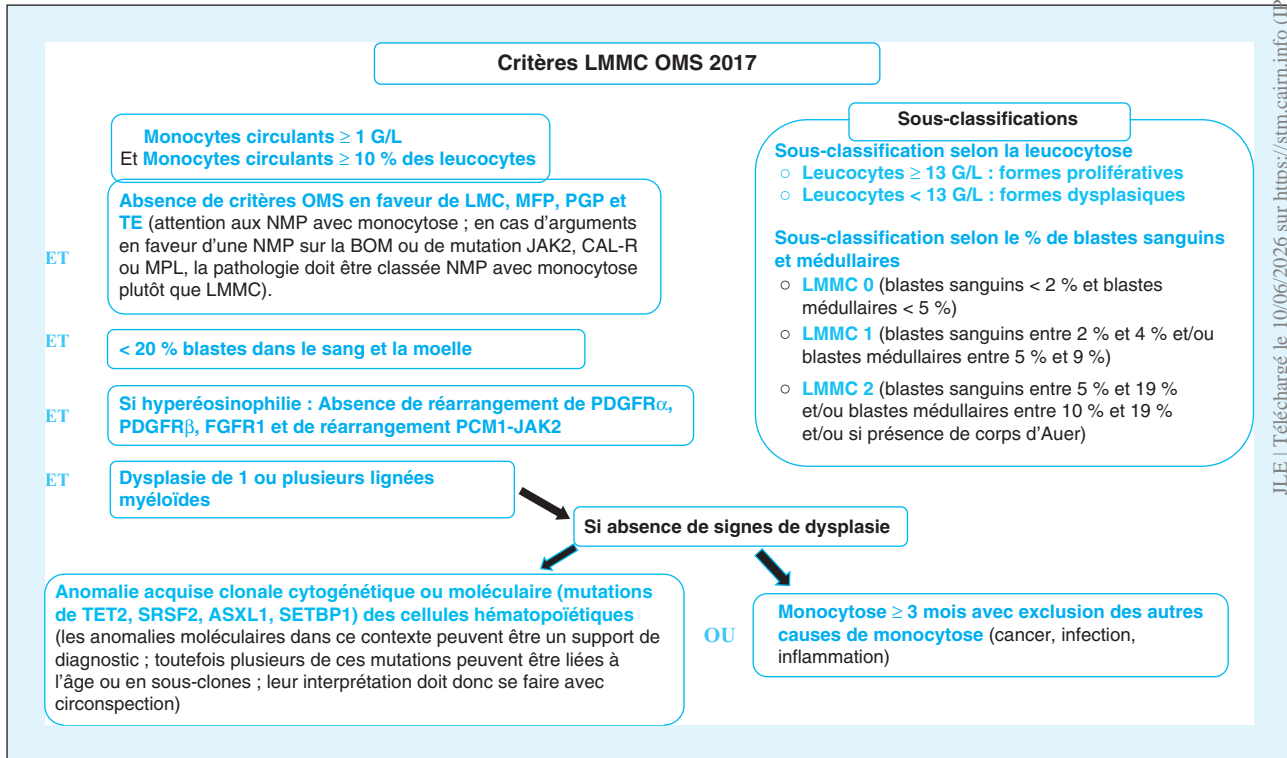 Critères LMMC OMS 2017
Monocytes circulants ≥ 1 G/L
Et Monocytes circulants ≥ 10 % des leucocytes
ET
Absence de critères OMS en faveur de LMC, MFP, PGP et
TE (attention aux NMP avec monocytose ; en cas d'arguments
en faveur d'une NMP sur la BOM ou de mutation JAK2, CAL-R
ou MPL, la pathologie doit être classée NMP avec monocytose
plutôt que LMMC).
ET
< 20 % blastes dans le sang et la moelle
ET
Si hyperéosinophilie : Absence de réarrangement de PDGFRα,
PDGFRβ, FGFR1 et de réarrangement PCM1-JAK2
ET
Dysplasie de 1 ou plusieurs lignées
myéloïdes
Sous-classifications
Sous-classification selon la leucocytose
○ Leucocytes ≥ 13 G/L : formes prolifératives
○ Leucocytes < 13 G/L : formes dysplasiques
Sous-classification selon le % de blastes sanguins
et médullaires
○ LMMC 0 (blastes sanguins < 2 % et blastes
médullaires < 5 %)
○ LMMC 1 (blastes sanguins entre 2 % et 4 % et/ou
blastes médullaires entre 5 % et 9 %)
○ LMMC 2 (blastes sanguins entre 5 % et 19 %
et/ou blastes médullaires entre 10 % et 19 %
et/ou si présence de corps d'Auer)
Si absence de signes de dysplasie
Anomalie acquise clonale cytogénétique ou moléculaire (mutations
de TET2, SRSF2, ASXL1, SETBP1) des cellules hématopoïétiques
(les anomalies moléculaires dans ce contexte peuvent être un support de
diagnostic ; toutefois plusieurs de ces mutations peuvent être liées à
l'âge ou en sous-clones ; leur interprétation doit donc se faire avec
circonspection)
OU
Monocytose ≥ 3 mois avec exclusion des autres
causes de monocytose (cancer, infection,
inflammation)
JLE | Téléchargé le 10/06/2026 sur https://stm.cairn.info (IP